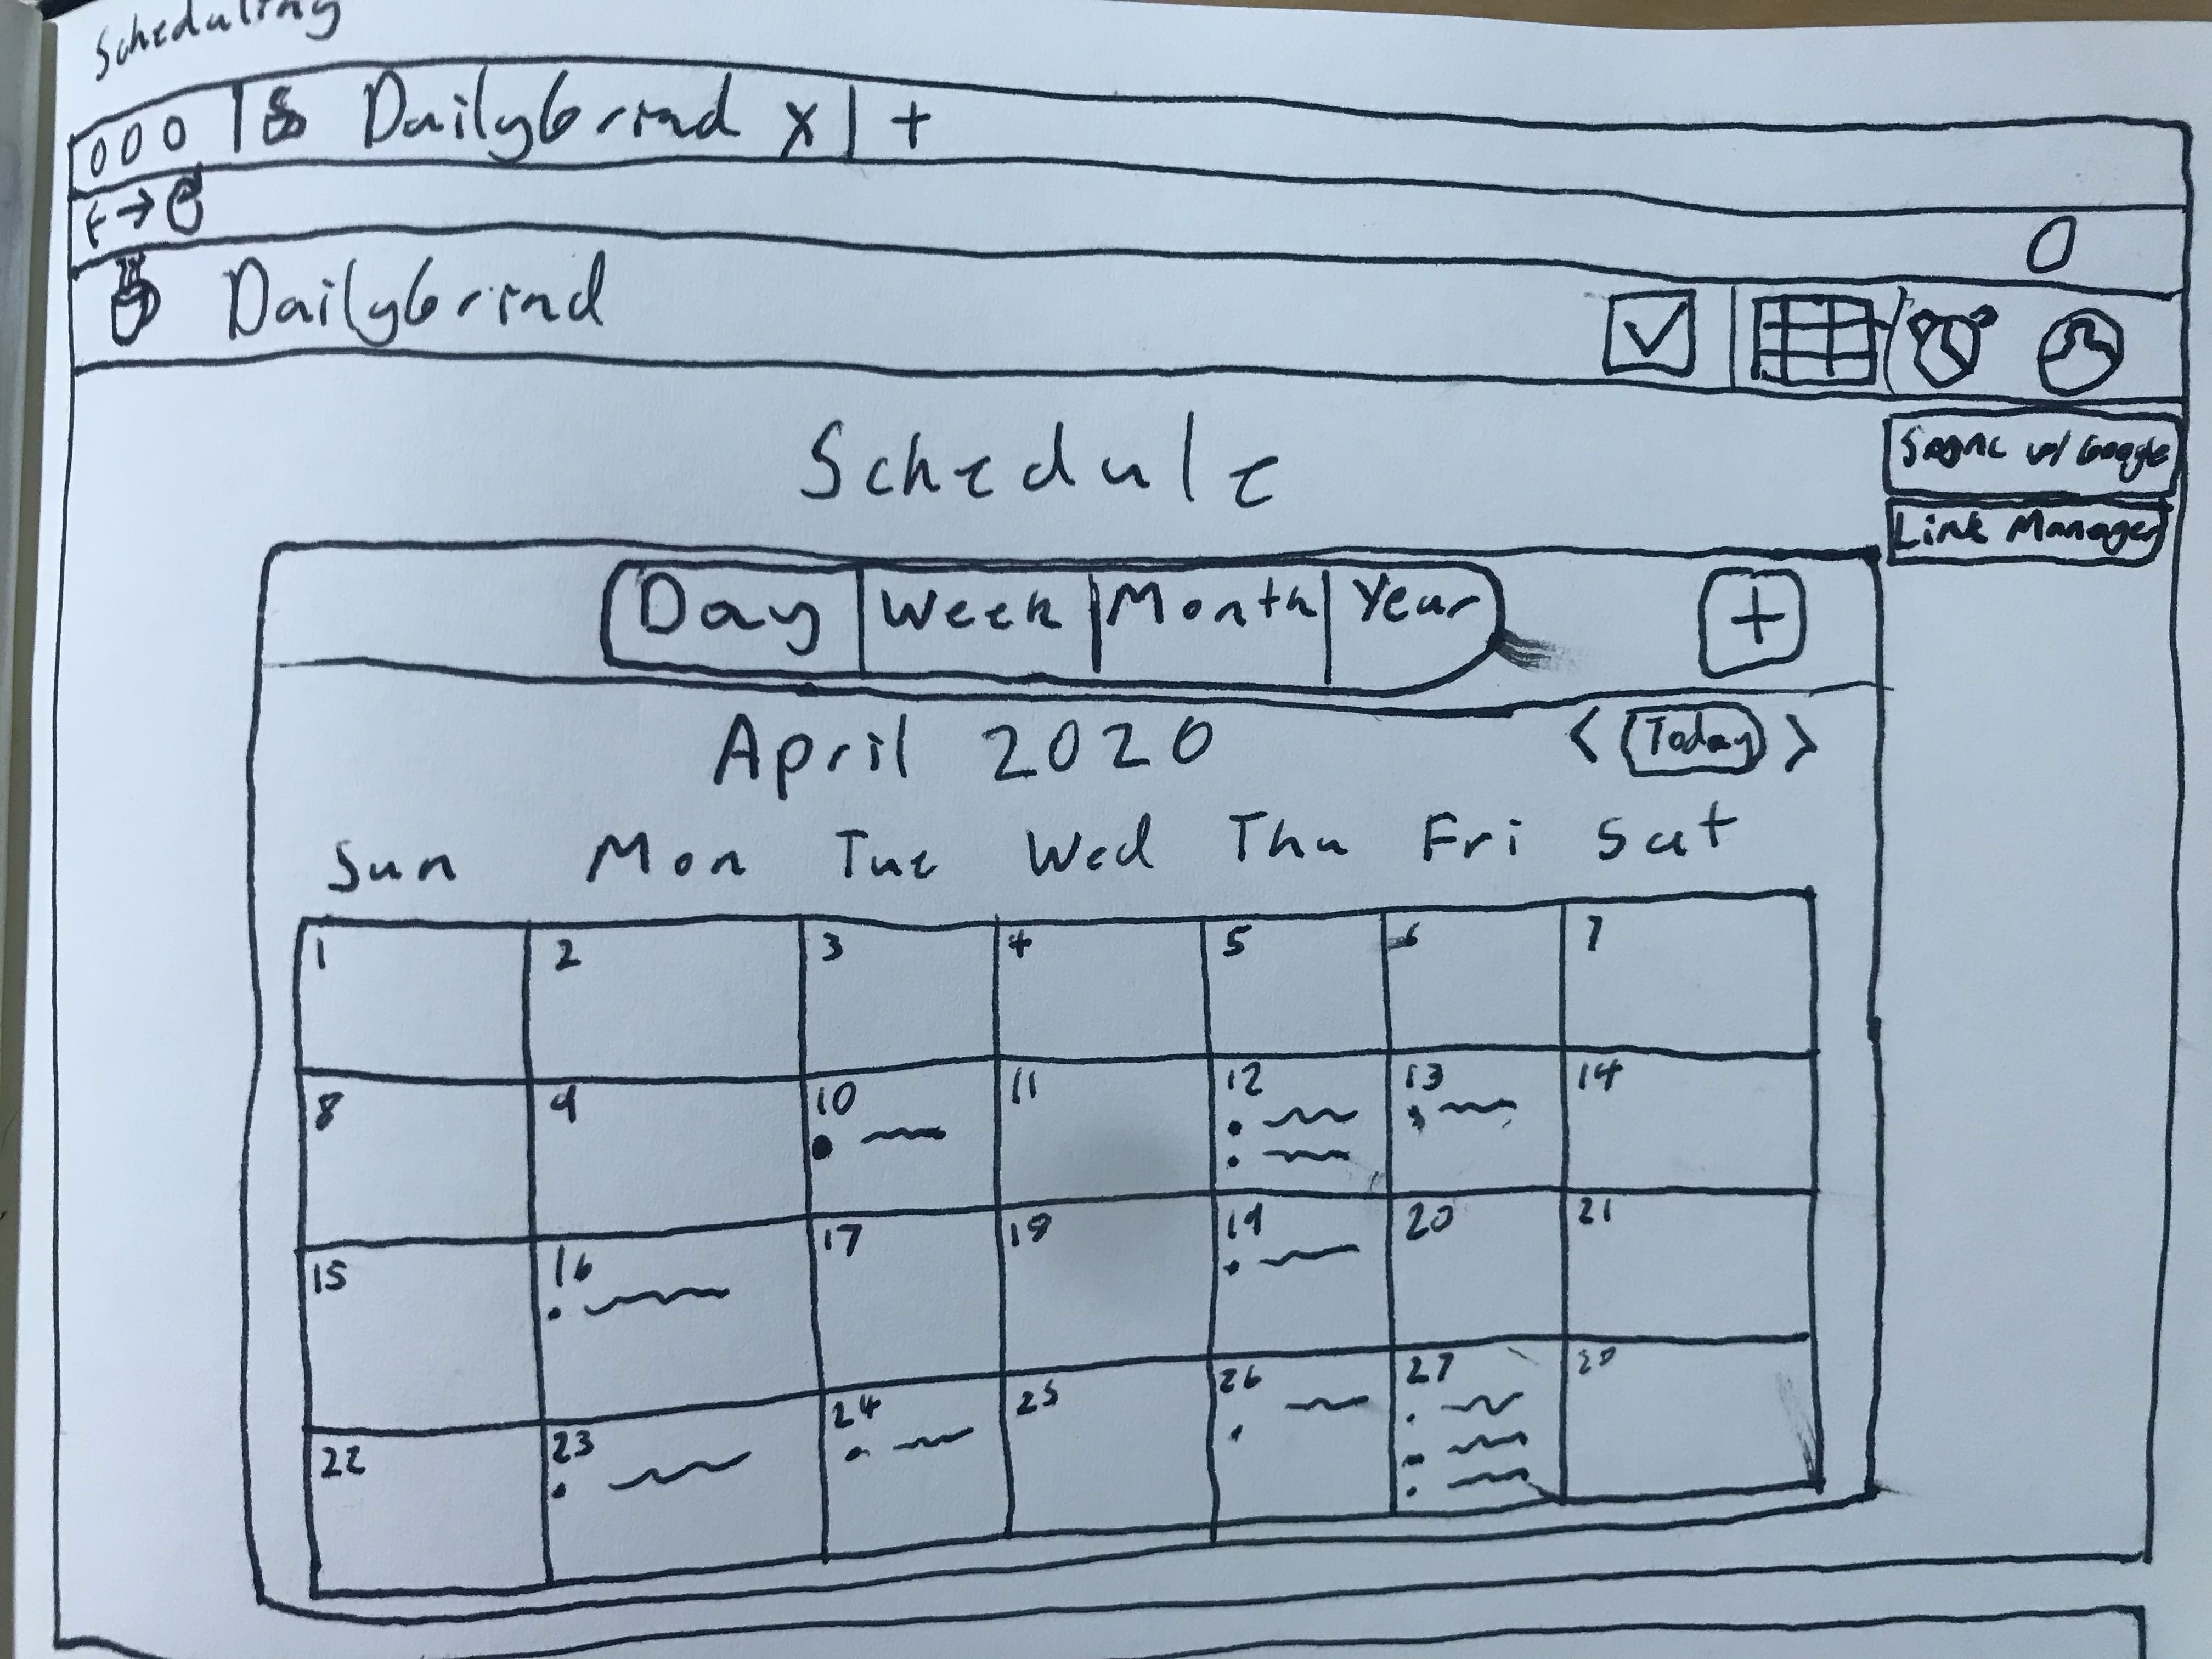 Scheduling
DailyGrind x | +
DailyGrind
Schedule
Sync w/ Google
Link Manager
Day Week Month Year +
April 2020 < Today >
Sun Mon Tue Wed Thu Fri Sat
1 2 3 4 5 6 7
8 9 10 11 12 13 14
15 16 17 18 19 20 21
22 23 24 25 26 27 28